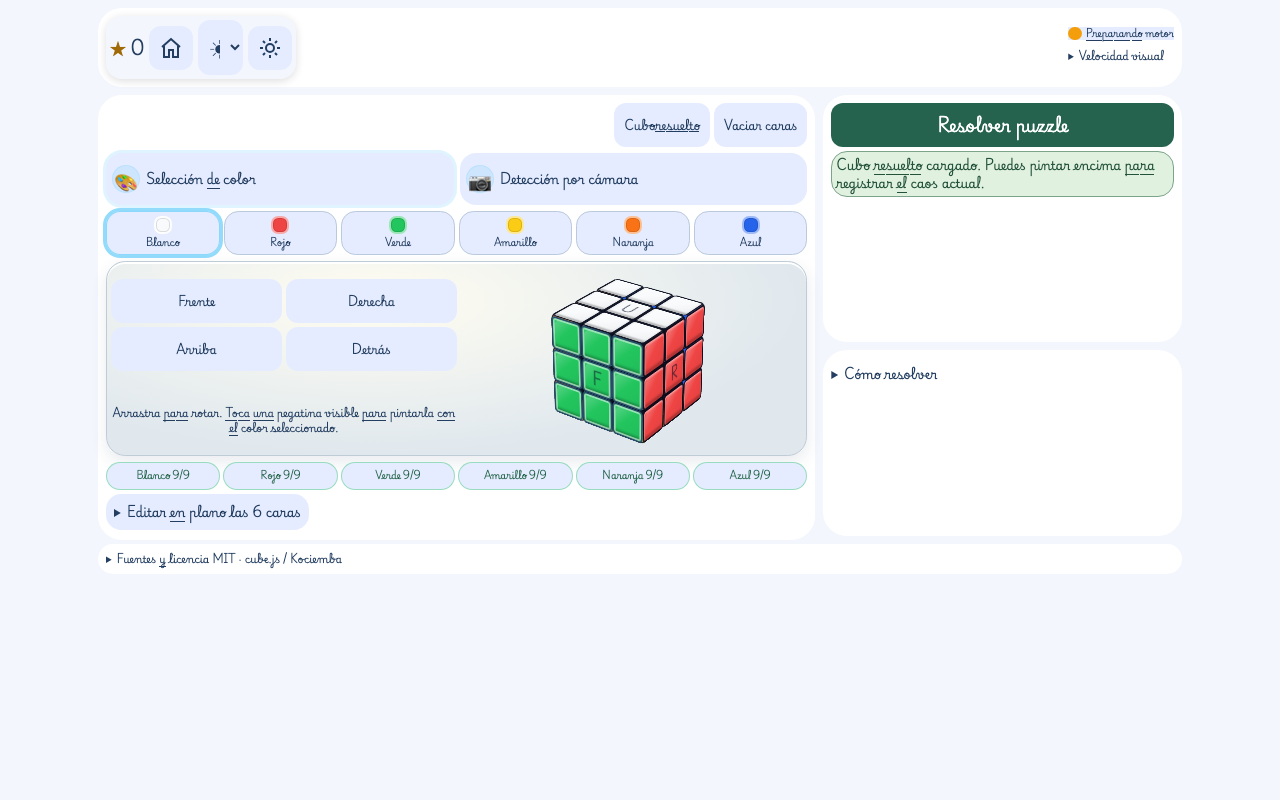 0
Preparando motor
▸ Velocidad visual
Cubo resuelto
Vaciar caras
Selección de color
Detección por cámara
Blanco
Rojo
Verde
Amarillo
Naranja
Azul
Frente
Derecha
Arriba
Detrás
Arrastra para rotar. Toca una pegatina visible para pintarla con
el color seleccionado.
U
F
R
Blanco 9/9
Rojo 9/9
Verde 9/9
Amarillo 9/9
Naranja 9/9
Azul 9/9
▸ Editar en plano las 6 caras
Resolver puzzle
Cubo resuelto cargado. Puedes pintar encima para
registrar el caos actual.
▸ Cómo resolver
▸ Fuentes y licencia MIT · cube.js / Kociemba